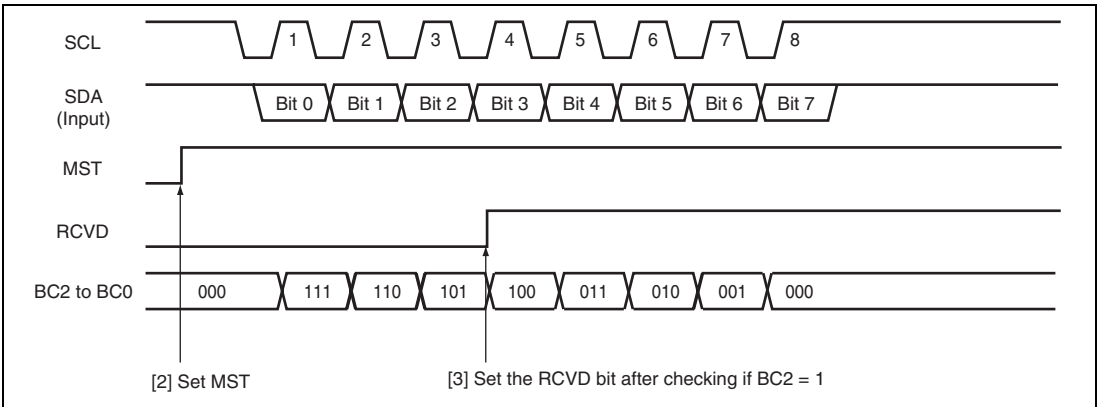 SCL 1 2 3 4 5 6 7 8
SDA
(Input)
Bit 0 Bit 1 Bit 2 Bit 3 Bit 4 Bit 5 Bit 6 Bit 7
MST
RCVD
BC2 to BC0 000 111 110 101 100 011 010 001 000
[2] Set MST
[3] Set the RCVD bit after checking if BC2 = 1